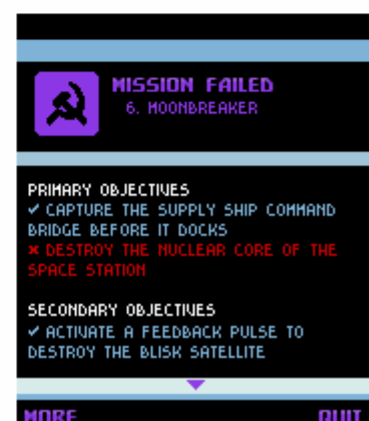 MISSION FAILED
6. MOONBREAKER
PRIMARY OBJECTIVES
✓ CAPTURE THE SUPPLY SHIP COMMAND
BRIDGE BEFORE IT DOCKS
× DESTROY THE NUCLEAR CORE OF THE
SPACE STATION
SECONDARY OBJECTIVES
✓ ACTIVATE A FEEDBACK PULSE TO
DESTROY THE BLISK SATELLITE
MORE
QUIT